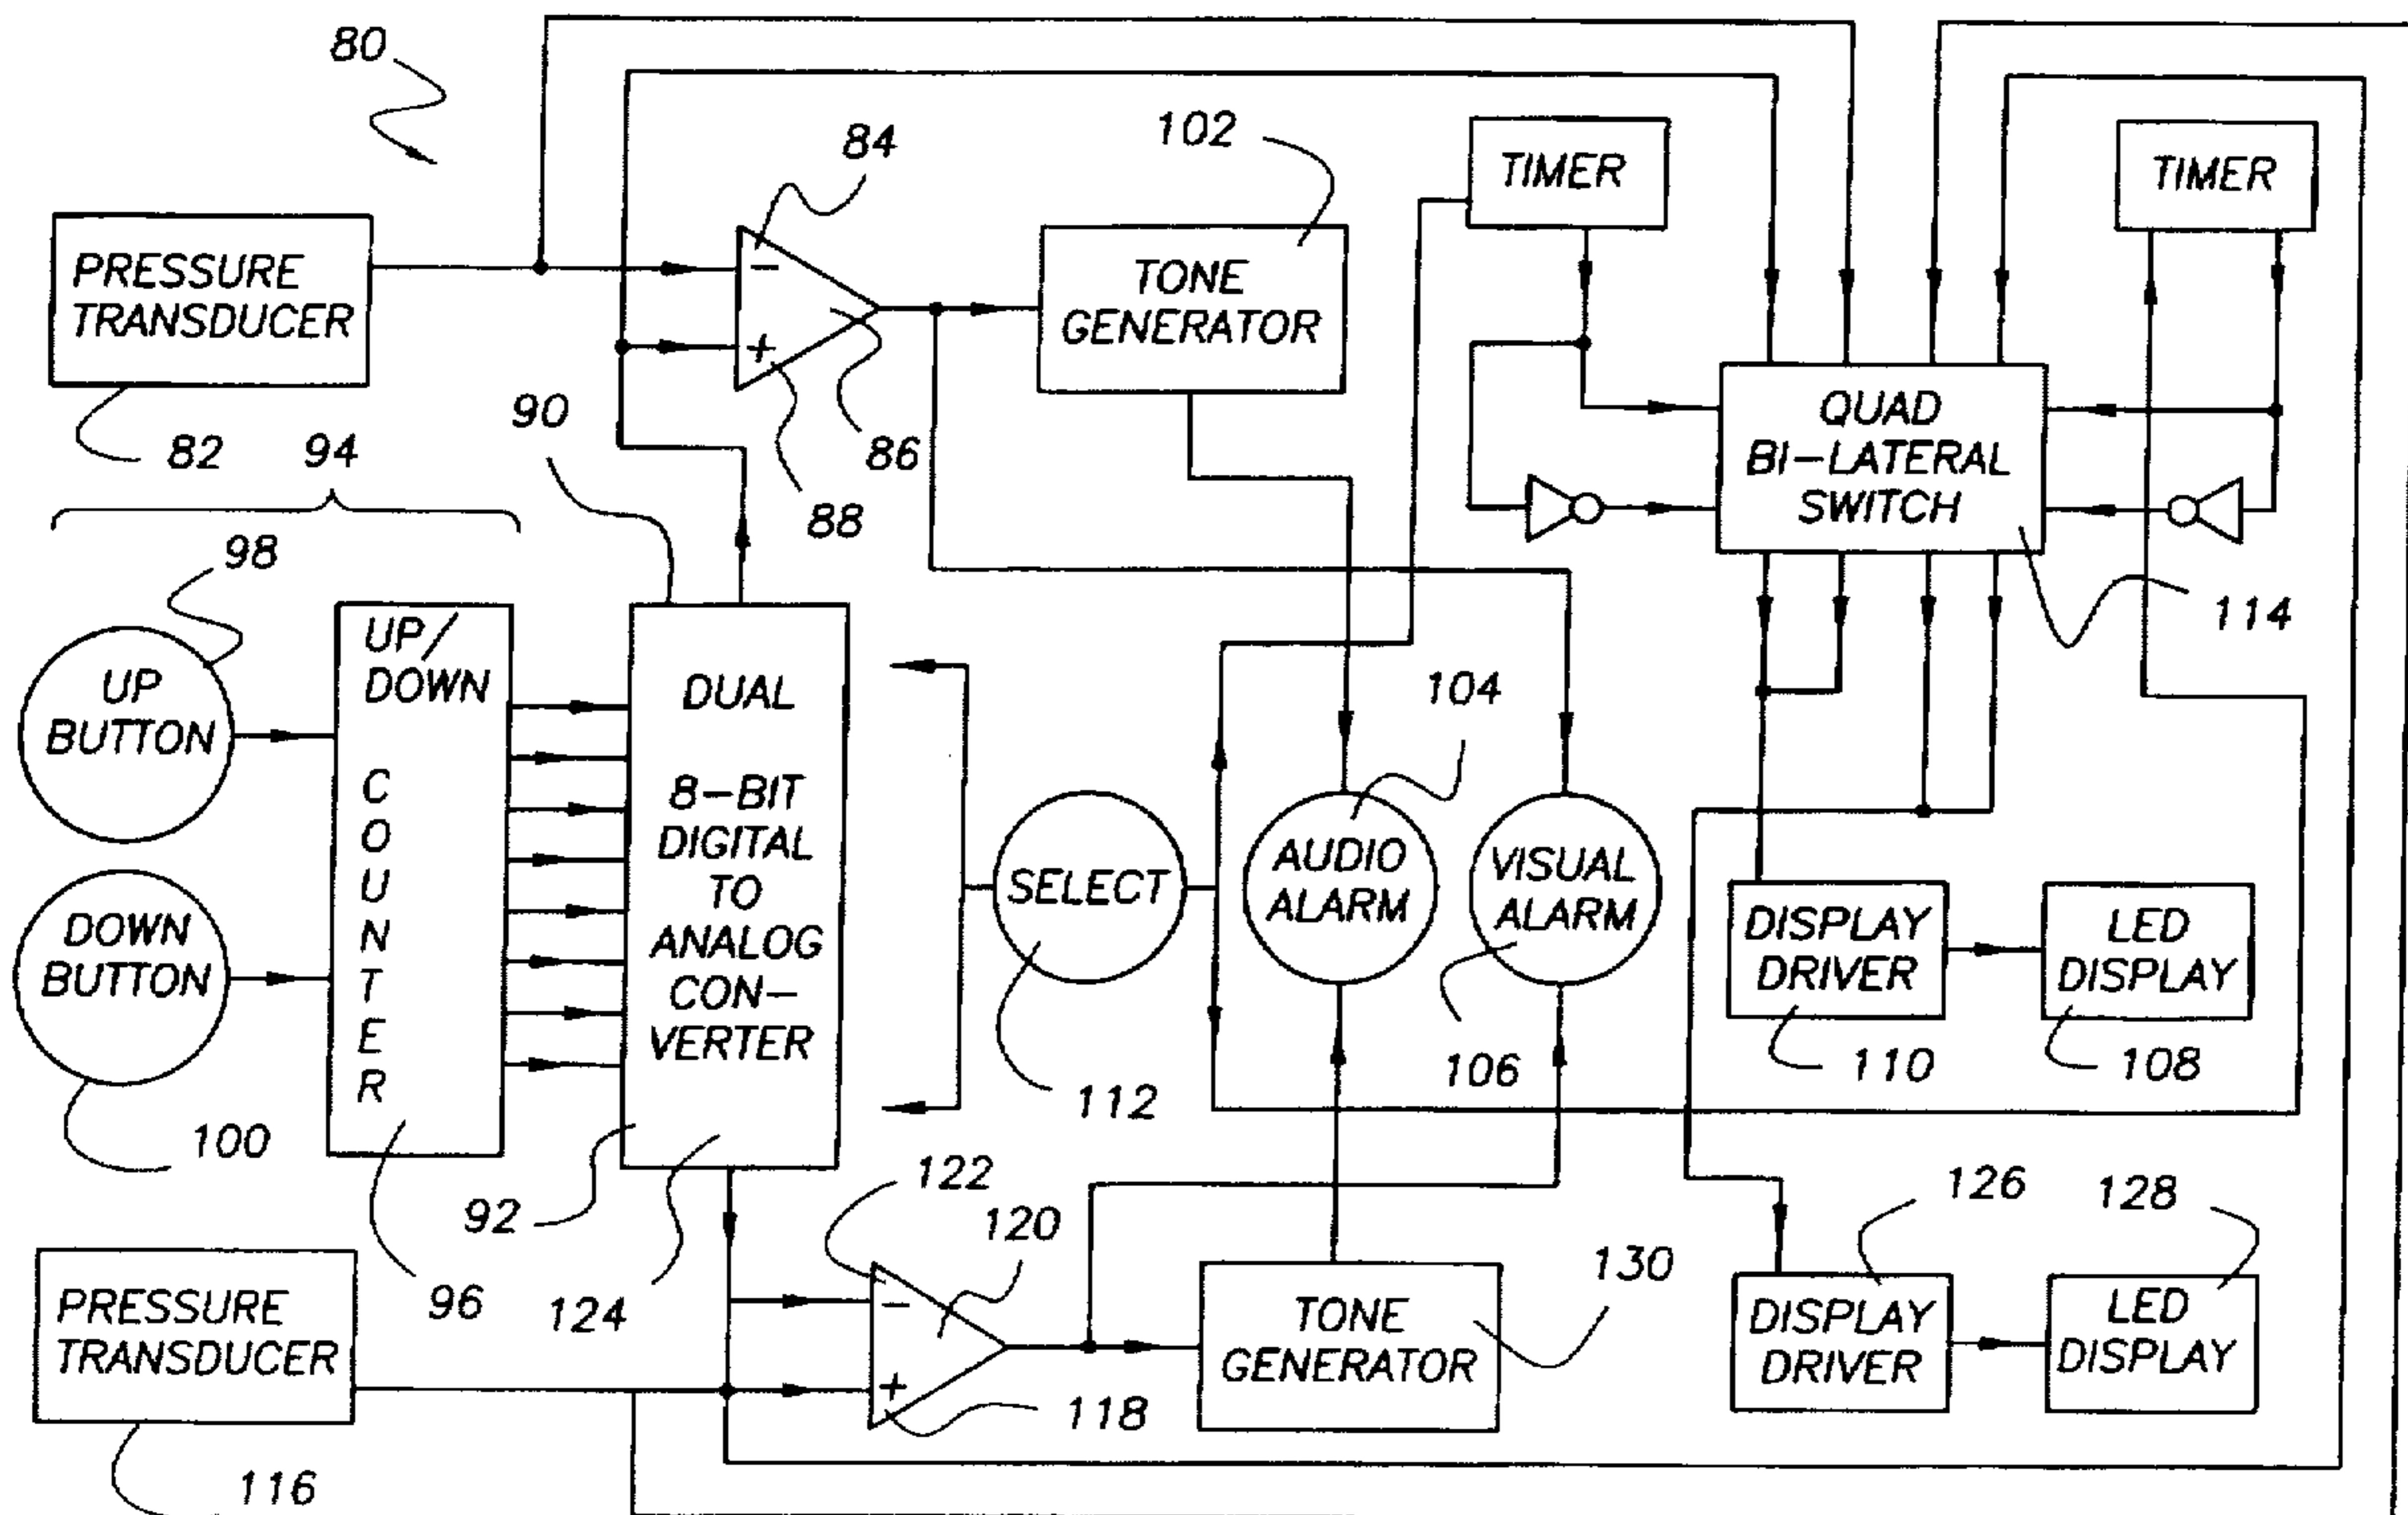 80
84
102
TIMER
TIMER
PRESSURE
TRANSDUCER
82
−
+
86
88
TONE
GENERATOR
QUAD
BI-LATERAL
SWITCH
114
94
90
98
UP
BUTTON
DOWN
BUTTON
100
UP/
DOWN
C
O
U
N
T
E
R
96
DUAL
8-BIT
DIGITAL
TO
ANALOG
CON-
VERTER
92
124
SELECT
112
104
AUDIO
ALARM
VISUAL
ALARM
106
DISPLAY
DRIVER
110
LED
DISPLAY
108
PRESSURE
TRANSDUCER
116
122
120
−
+
118
TONE
GENERATOR
130
126
DISPLAY
DRIVER
128
LED
DISPLAY